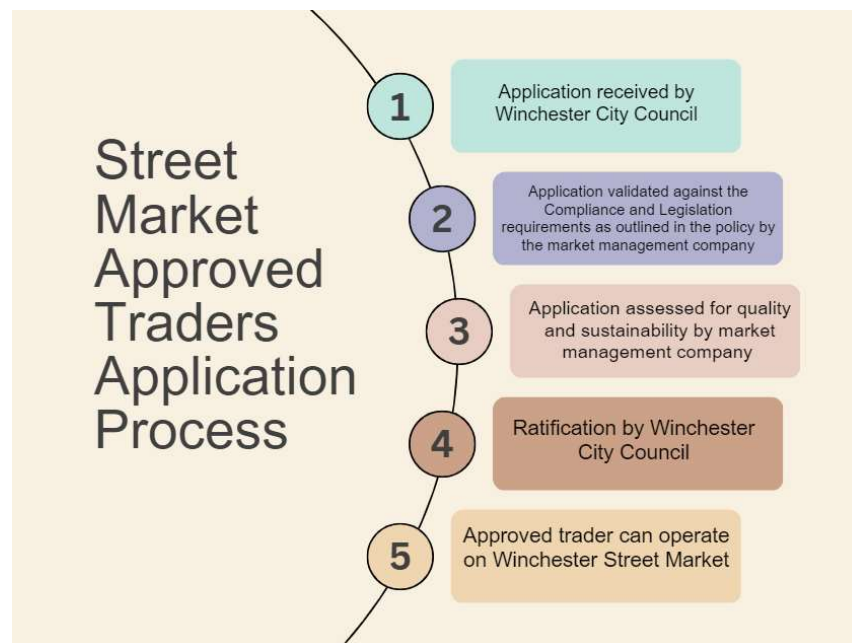 Street
Market
Approved
Traders
Application
Process
1
Application received by
Winchester City Council
2
Application validated against the
Compliance and Legislation
requirements as outlined in the policy by
the market management company
3
Application assessed for quality
and sustainability by market
management company
4
Ratification by Winchester
City Council
5
Approved trader can operate
on Winchester Street Market